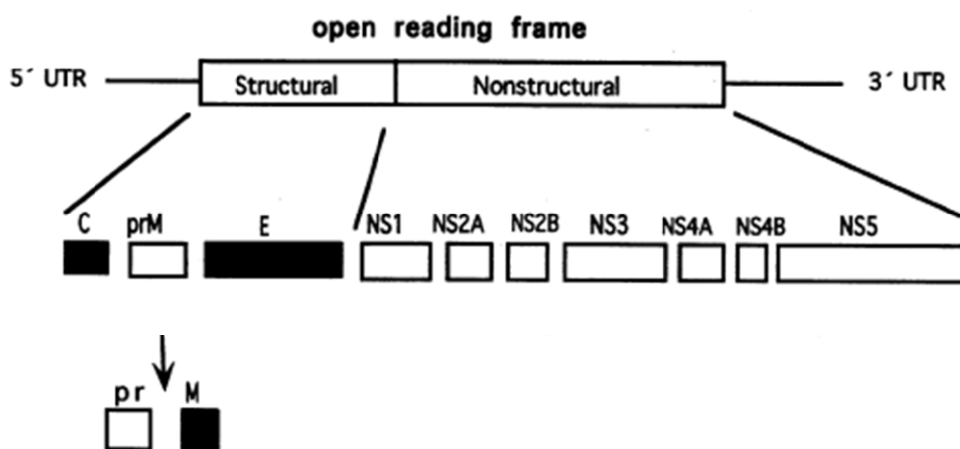 open reading frame
5´ UTR Structural Nonstructural 3´ UTR
C prM E NS1 NS2A NS2B NS3 NS4A NS4B NS5
pr M